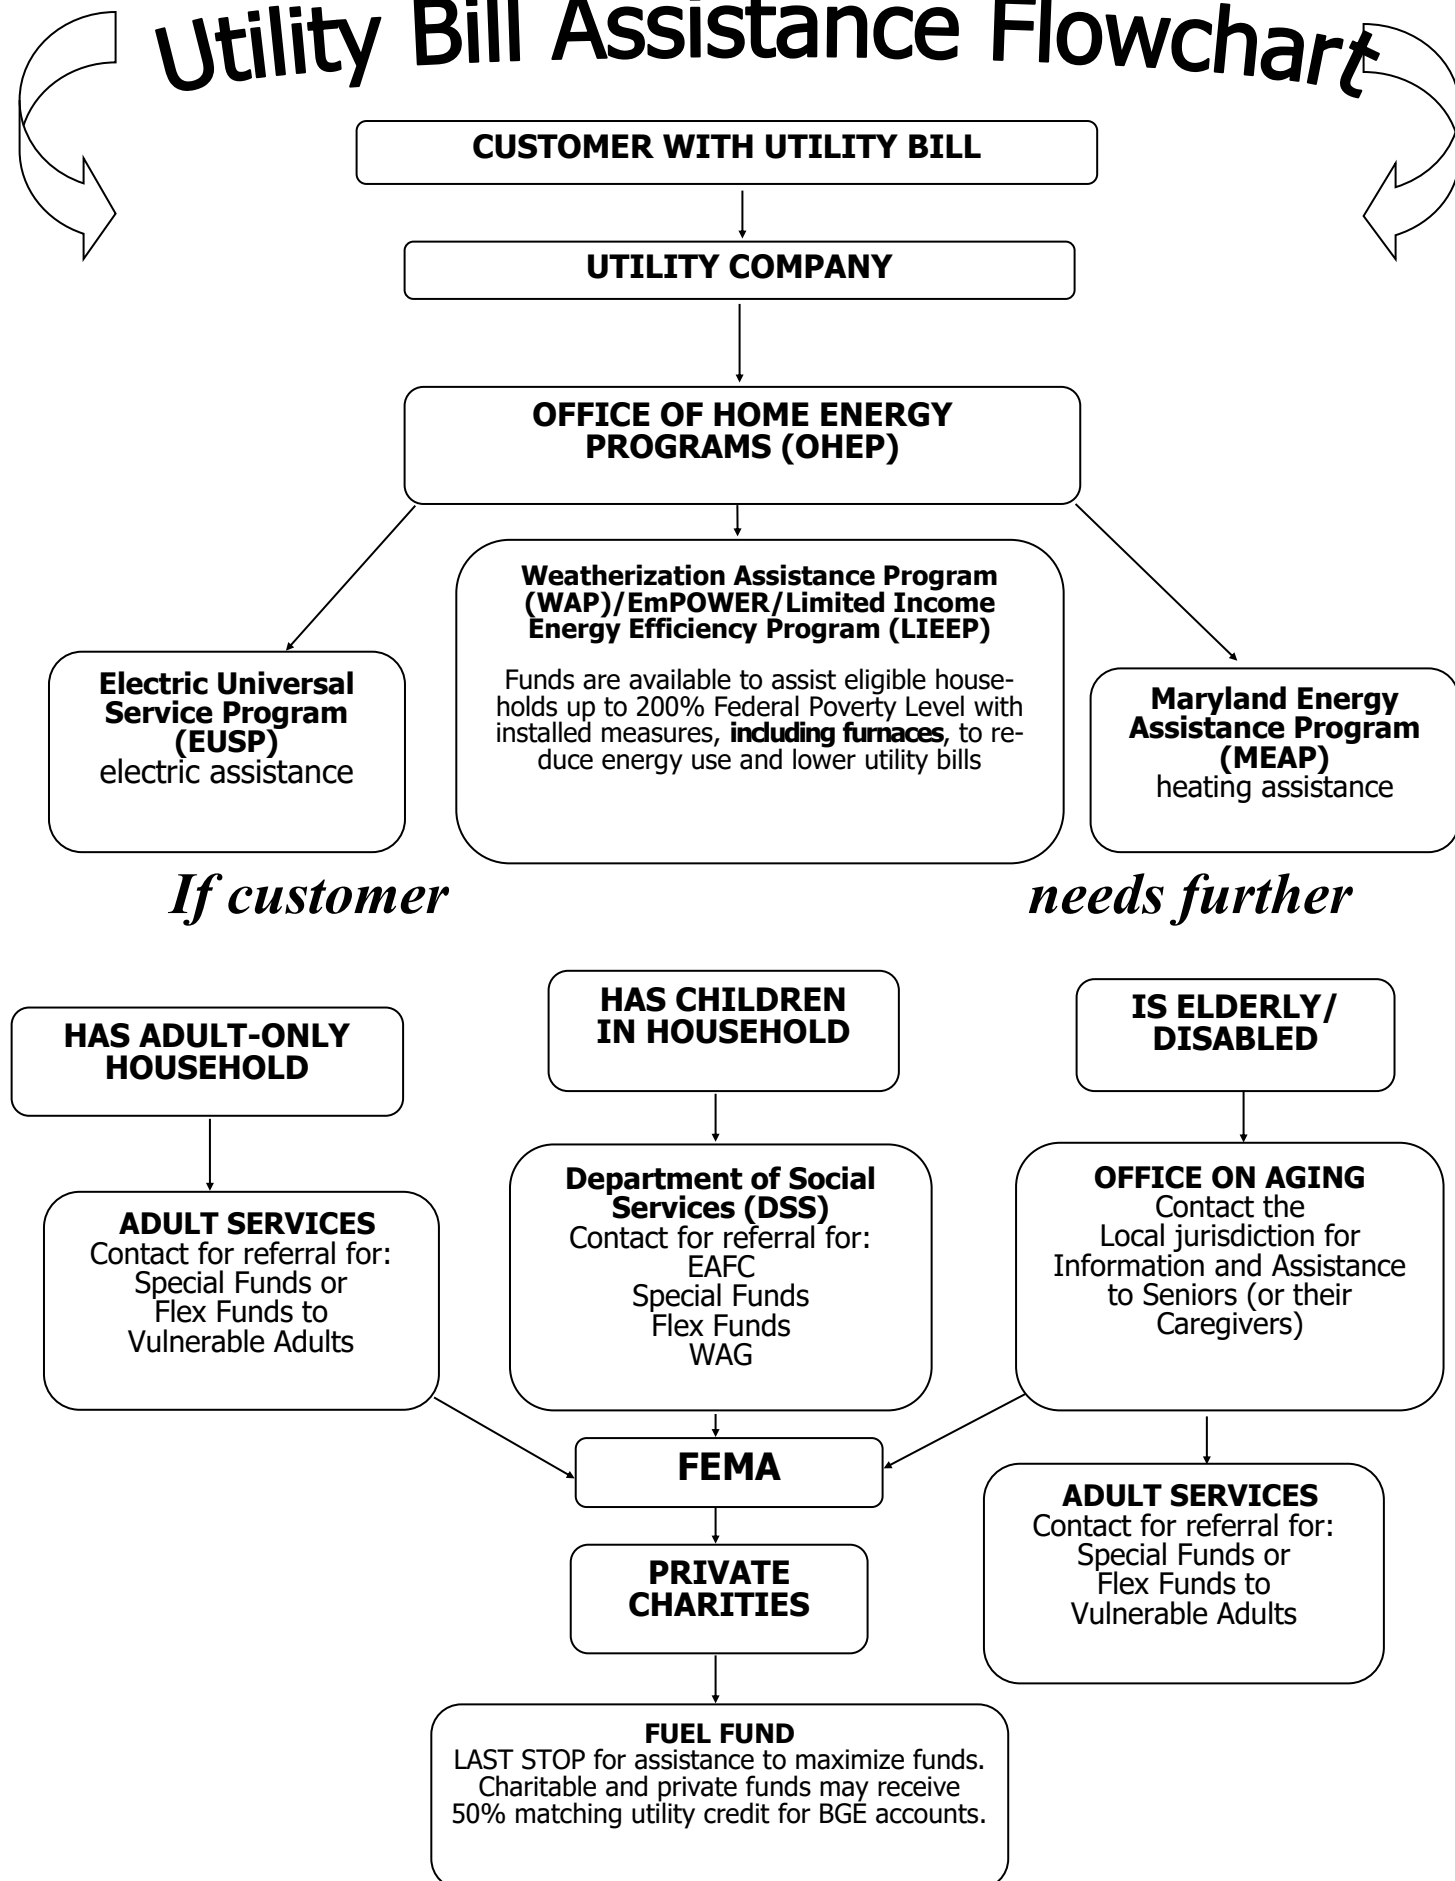 Utility Bill Assistance Flowchart
CUSTOMER WITH UTILITY BILL
UTILITY COMPANY
OFFICE OF HOME ENERGY
PROGRAMS (OHEP)
Electric Universal
Service Program
(EUSP)
electric assistance
Weatherization Assistance Program
(WAP)/EmPOWER/Limited Income
Energy Efficiency Program (LIEEP)
Funds are available to assist eligible house-
holds up to 200% Federal Poverty Level with
installed measures, including furnaces, to re-
duce energy use and lower utility bills
Maryland Energy
Assistance Program
(MEAP)
heating assistance
If customer needs further
HAS ADULT-ONLY
HOUSEHOLD
ADULT SERVICES
Contact for referral for:
Special Funds or
Flex Funds to
Vulnerable Adults
HAS CHILDREN
IN HOUSEHOLD
Department of Social
Services (DSS)
Contact for referral for:
EAFC
Special Funds
Flex Funds
WAG
IS ELDERLY/
DISABLED
OFFICE ON AGING
Contact the
Local jurisdiction for
Information and Assistance
to Seniors (or their
Caregivers)
ADULT SERVICES
Contact for referral for:
Special Funds or
Flex Funds to
Vulnerable Adults
FEMA
PRIVATE
CHARITIES
FUEL FUND
LAST STOP for assistance to maximize funds.
Charitable and private funds may receive
50% matching utility credit for BGE accounts.